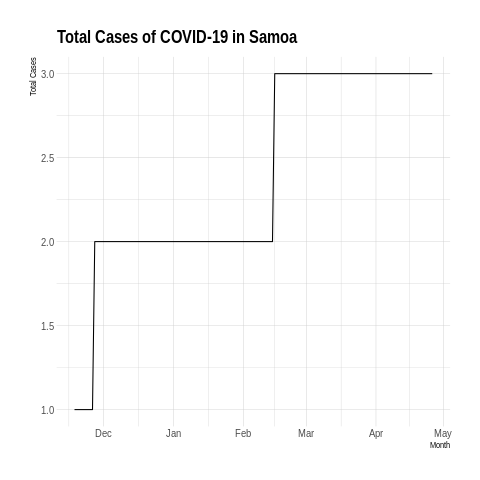 Total Cases of COVID-19 in Samoa
Total Cases
3.0
2.5
2.0
1.5
1.0
Dec Jan Feb Mar Apr May
Month